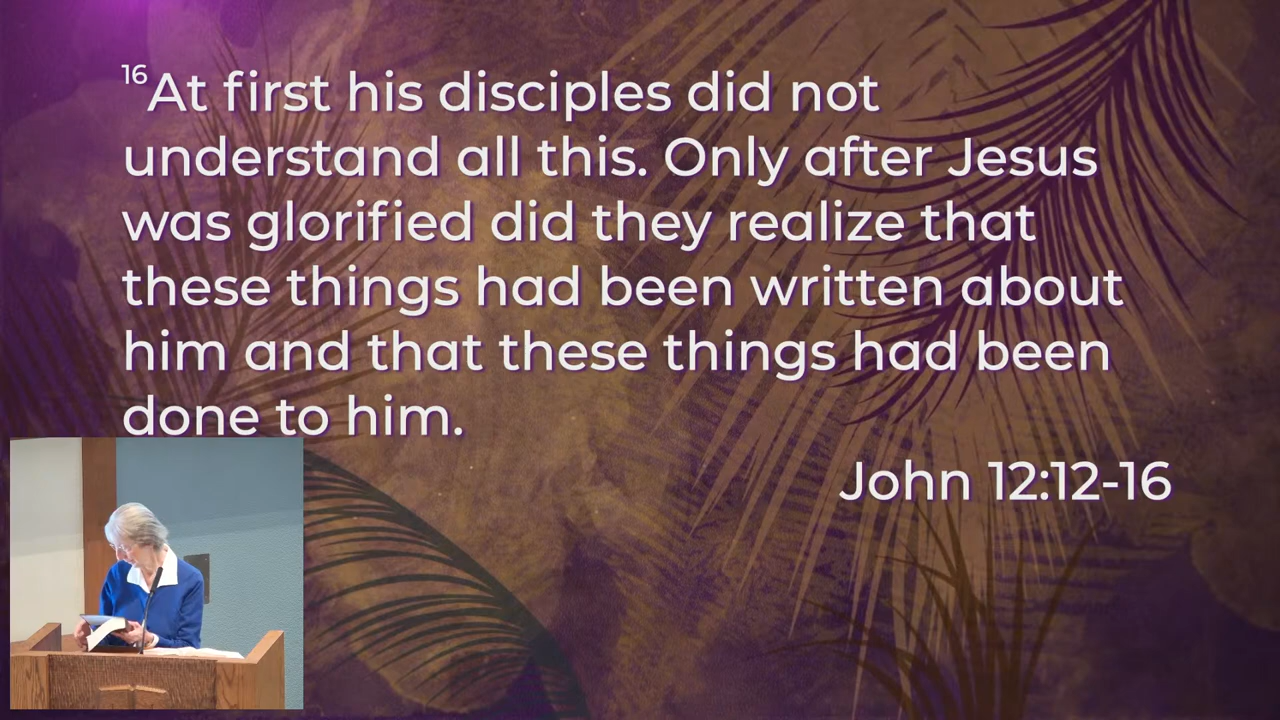 16At first his disciples did not
understand all this. Only after Jesus
was glorified did they realize that
these things had been written about
him and that these things had been
done to him.
John 12:12-16